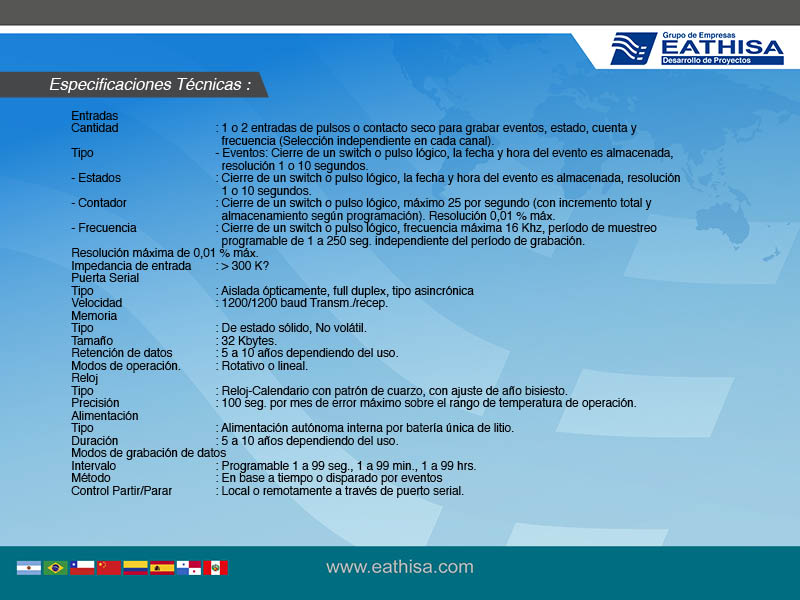 Grupo de Empresas
EATHISA
Desarrollo de Proyectos
Especificaciones Técnicas :
Entradas
Cantidad : 1 o 2 entradas de pulsos o contacto seco para grabar eventos, estado, cuenta y
frecuencia (Selección independiente en cada canal).
Tipo - Eventos: Cierre de un switch o pulso lógico, la fecha y hora del evento es almacenada,
resolución 1 o 10 segundos.
- Estados : Cierre de un switch o pulso lógico, la fecha y hora del evento es almacenada, resolución
1 o 10 segundos.
- Contador : Cierre de un switch o pulso lógico, máximo 25 por segundo (con incremento total y
almacenamiento según programación). Resolución 0,01 % máx.
- Frecuencia : Cierre de un switch o pulso lógico, frecuencia máxima 16 Khz, período de muestreo
programable de 1 a 250 seg. independiente del período de grabación.
Resolución máxima de 0,01 % máx.
Impedancia de entrada : > 300 K?
Puerta Serial
Tipo : Aislada ópticamente, full duplex, tipo asincrónica
Velocidad : 1200/1200 baud Transm./recep.
Memoria
Tipo : De estado sólido, No volátil.
Tamaño : 32 Kbytes.
Retención de datos : 5 a 10 años dependiendo del uso.
Modos de operación. : Rotativo o lineal.
Reloj
Tipo : Reloj-Calendario con patrón de cuarzo, con ajuste de año bisiesto.
Precisión : 100 seg. por mes de error máximo sobre el rango de temperatura de operación.
Alimentación
Tipo : Alimentación autónoma interna por batería única de litio.
Duración : 5 a 10 años dependiendo del uso.
Modos de grabación de datos
Intervalo : Programable 1 a 99 seg., 1 a 99 min., 1 a 99 hrs.
Método : En base a tiempo o disparado por eventos
Control Partir/Parar : Local o remotamente a través de puerto serial.
www.eathisa.com